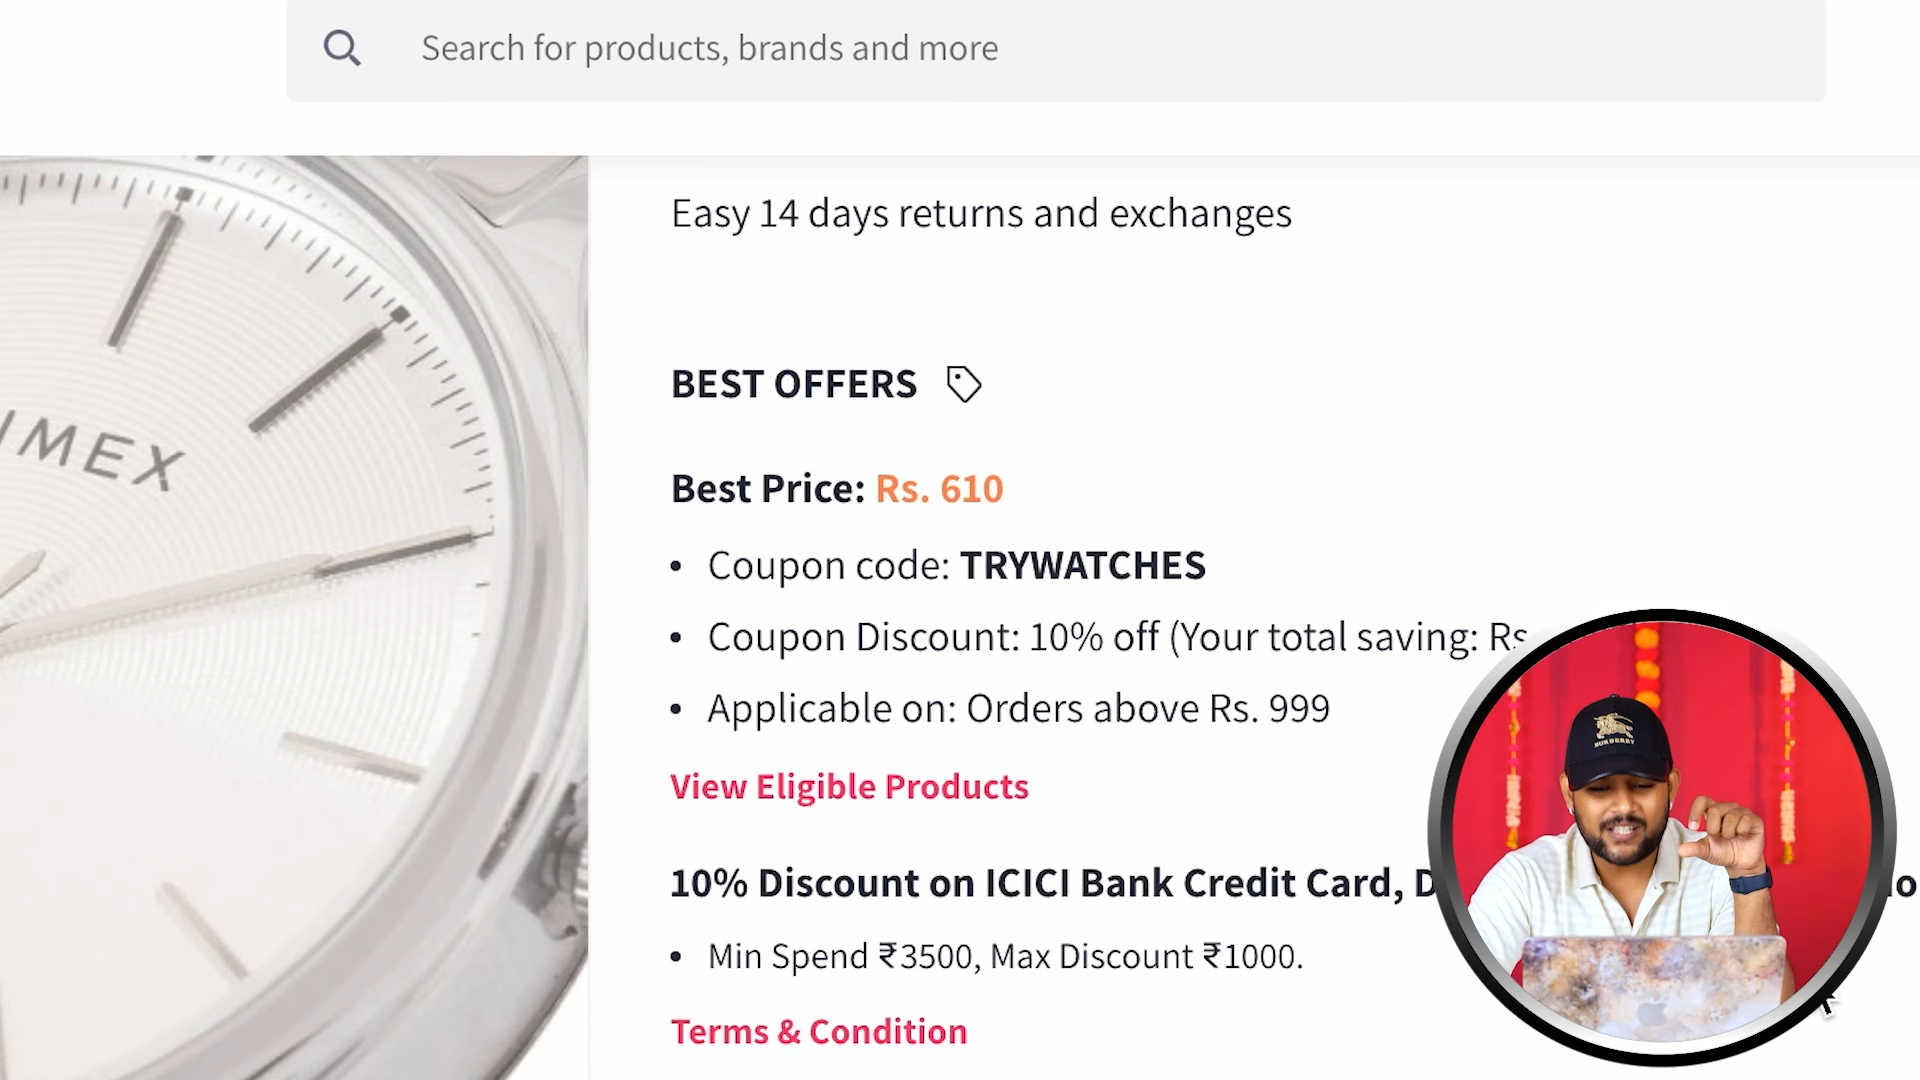 Search for products, brands and more
Easy 14 days returns and exchanges
IMEX
BEST OFFERS
Best Price: Rs. 610
• Coupon code: TRYWATCHES
• Coupon Discount: 10% off (Your total saving: Rs
• Applicable on: Orders above Rs. 999
View Eligible Products
BURBERRY
10% Discount on ICICI Bank Credit Card,
• Min Spend ₹3500, Max Discount ₹1000.
Terms & Condition